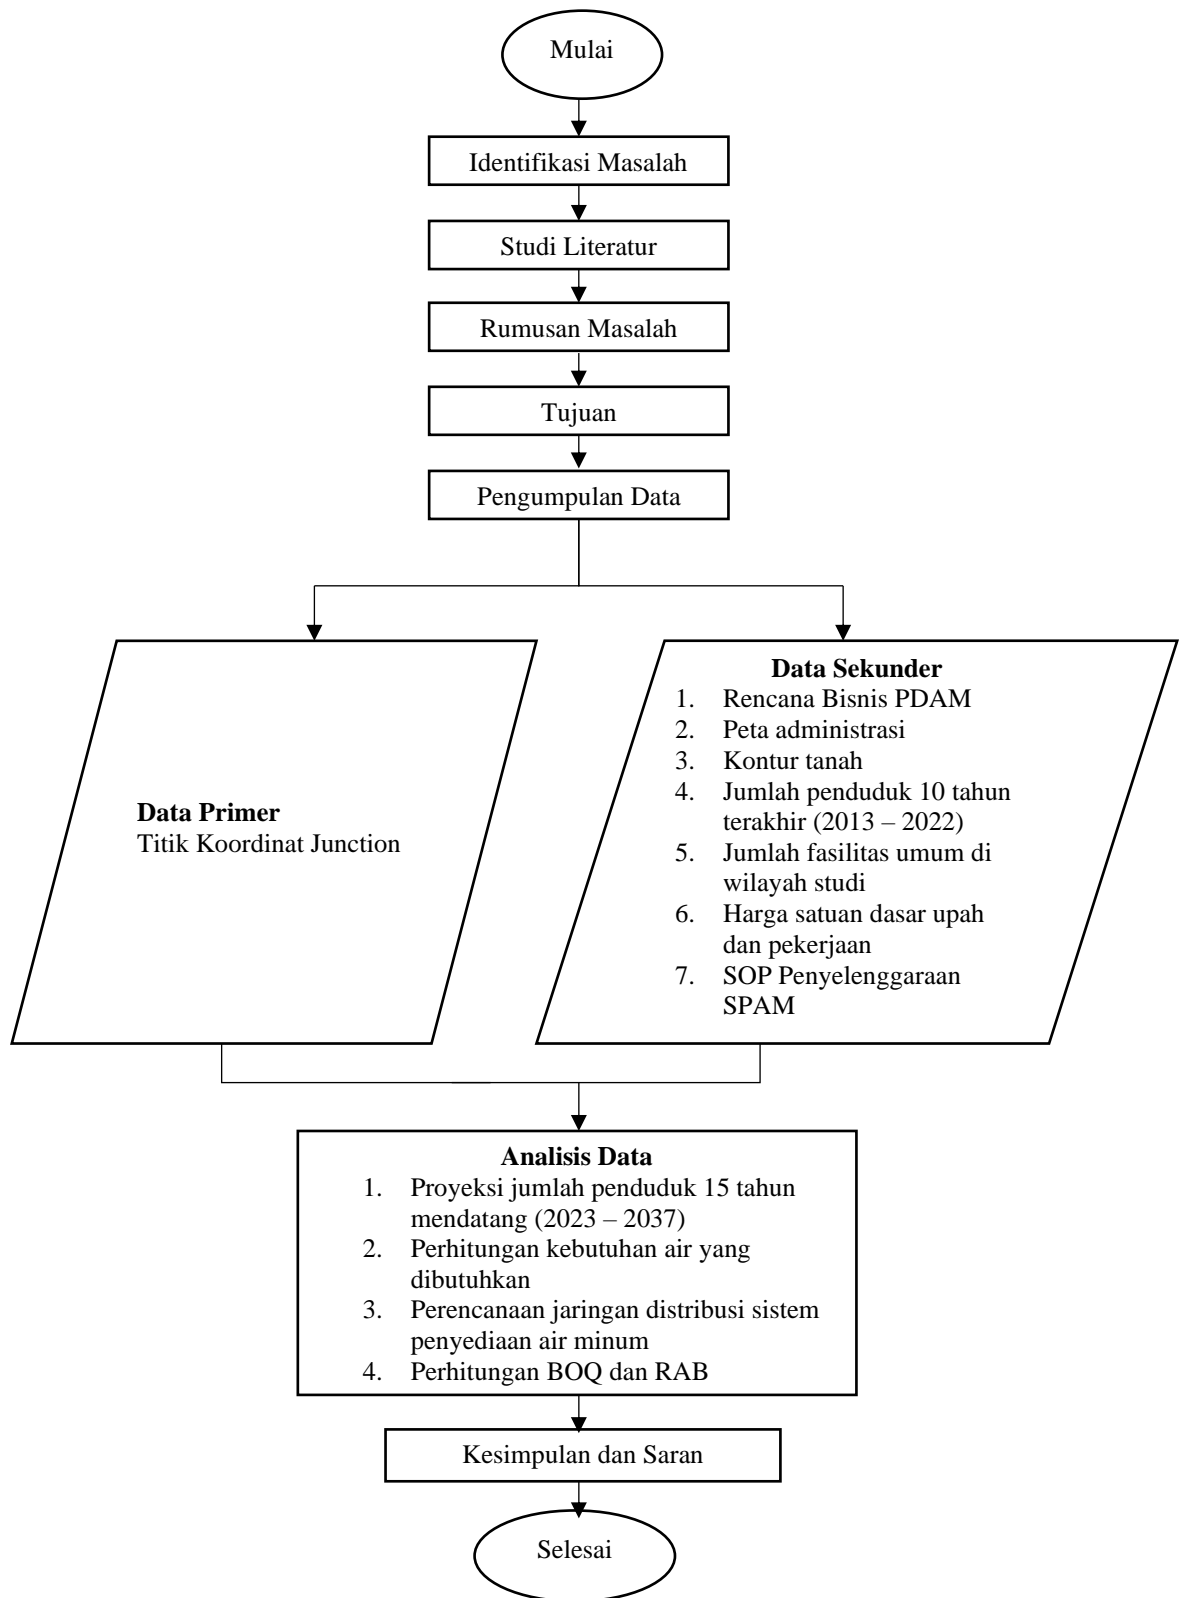 Mulai
Identifikasi Masalah
Studi Literatur
Rumusan Masalah
Tujuan
Pengumpulan Data
Data Primer
Titik Koordinat Junction
Data Sekunder
1. Rencana Bisnis PDAM
2. Peta administrasi
3. Kontur tanah
4. Jumlah penduduk 10 tahun
terakhir (2013 – 2022)
5. Jumlah fasilitas umum di
wilayah studi
6. Harga satuan dasar upah
dan pekerjaan
7. SOP Penyelenggaraan
SPAM
Analisis Data
1. Proyeksi jumlah penduduk 15 tahun
mendatang (2023 – 2037)
2. Perhitungan kebutuhan air yang
dibutuhkan
3. Perencanaan jaringan distribusi sistem
penyediaan air minum
4. Perhitungan BOQ dan RAB
Kesimpulan dan Saran
Selesai